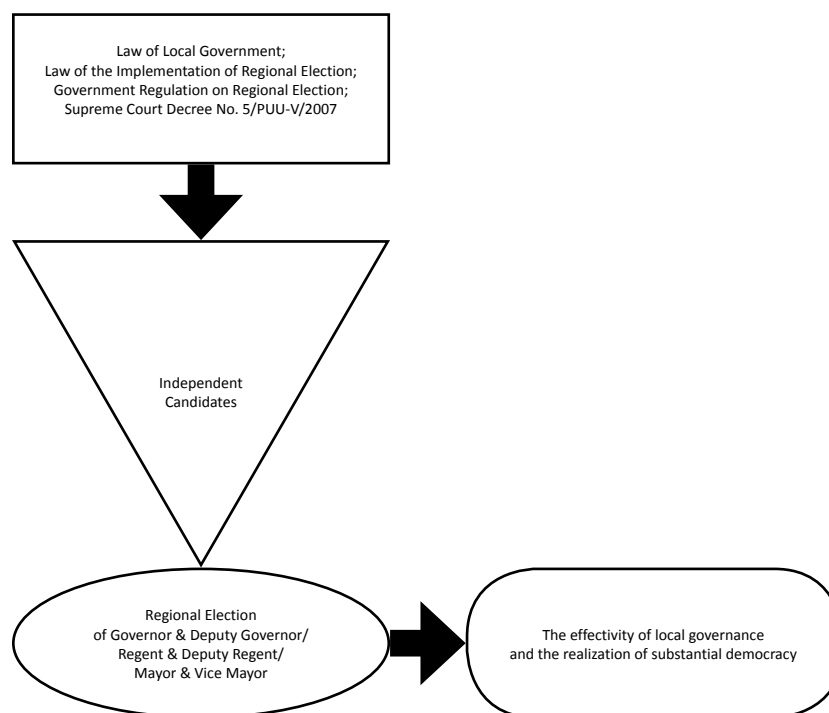 Law of Local Government;
Law of the Implementation of Regional Election;
Government Regulation on Regional Election;
Supreme Court Decree No. 5/PUU-V/2007
Independent
Candidates
Regional Election
of Governor & Deputy Governor/
Regent & Deputy Regent/
Mayor & Vice Mayor
The effectivity of local governance
and the realization of substantial democracy